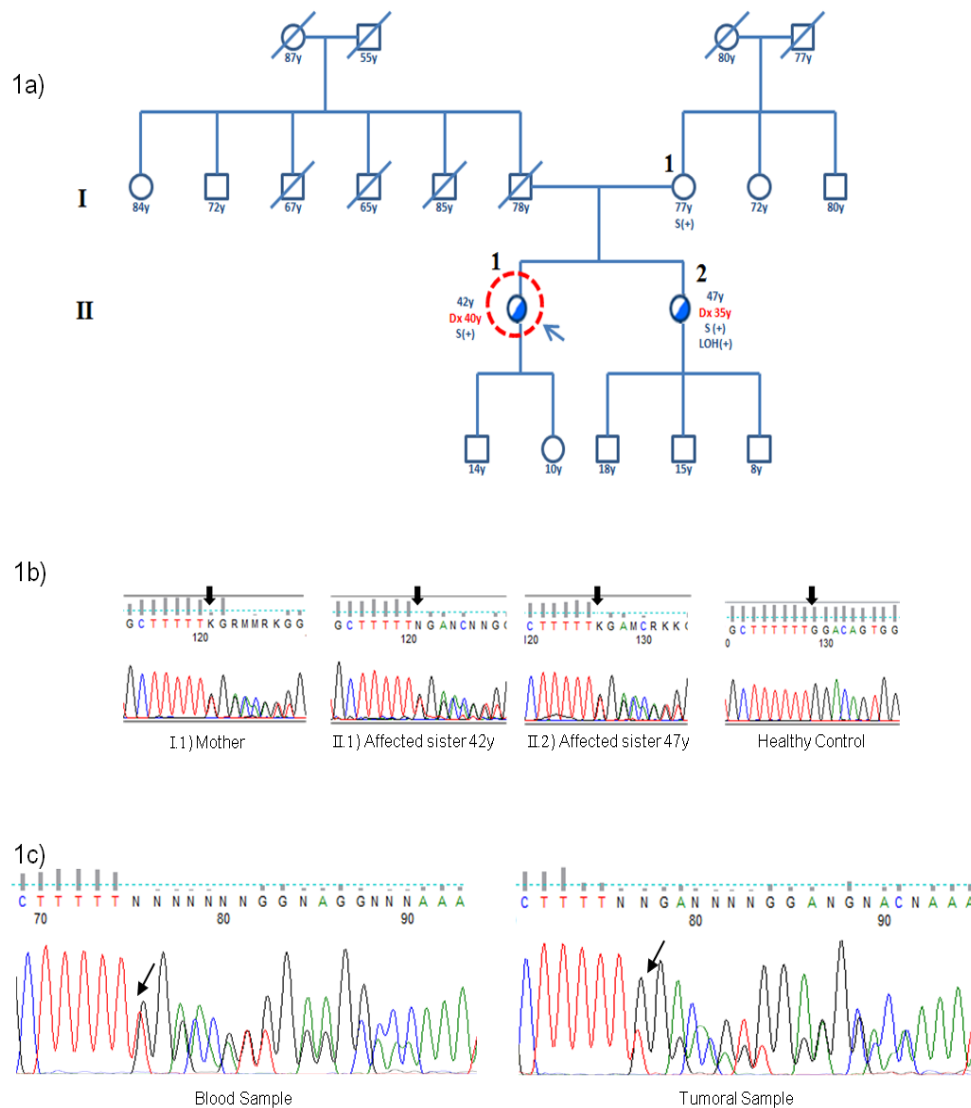 1a)
87y 55y 80y 77y
1
I
84y 72y 67y 65y 85y 78y 77y 72y 80y
S(+)
1 2
II
42y 47y
Dx 40y Dx 35y
S(+) S (+)
LOH(+)
14y 10y 18y 15y 8y
1b)
G C T T T T T K G R M M R K G G
120
G C T T T T T N G A N C N N G C
120
C T T T T T K G A M C R K K C
120 130
G C T T T T T T G G A C A G T G G
0 130
I.1) Mother
II.1) Affected sister 42y
II.2) Affected sister 47y
Healthy Control
1c)
C T T T T T N N N N N N G G N A G G N N N A A A
70 80 90
C T T T T N N G A N N N N G G A N G N A C N A A A
80 90
Blood Sample
Tumoral Sample